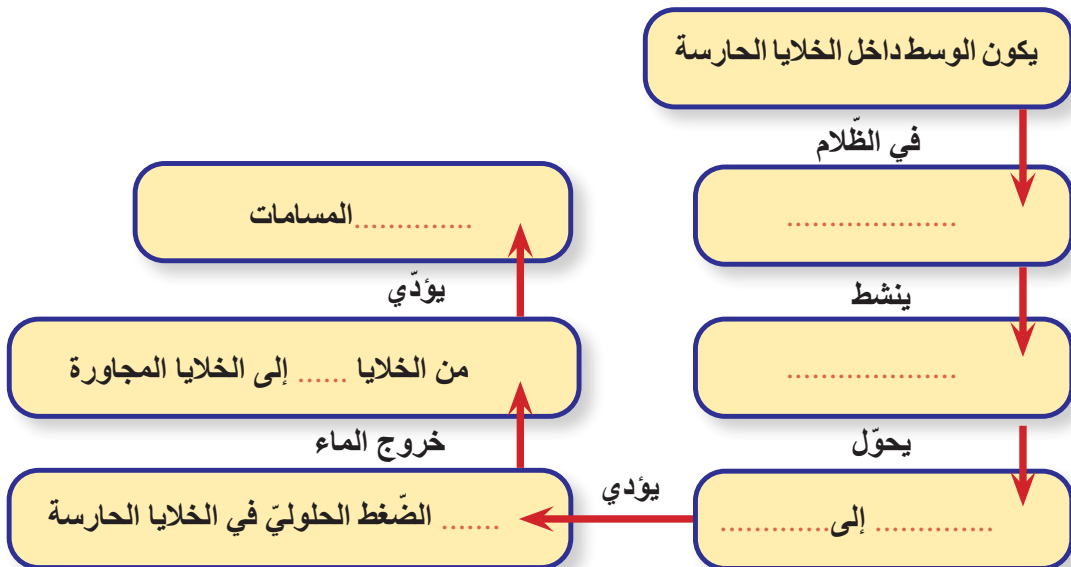 يكون الوسط داخل الخلايا الحارسة
في الظّلام
...................
ينشط
...................
يحوّل
............. إلى............
يؤدي
....... الضّغط الحلوليّ في الخلايا الحارسة
خروج الماء
من الخلايا ...... إلى الخلايا المجاورة
يؤدّي
.............المسامات